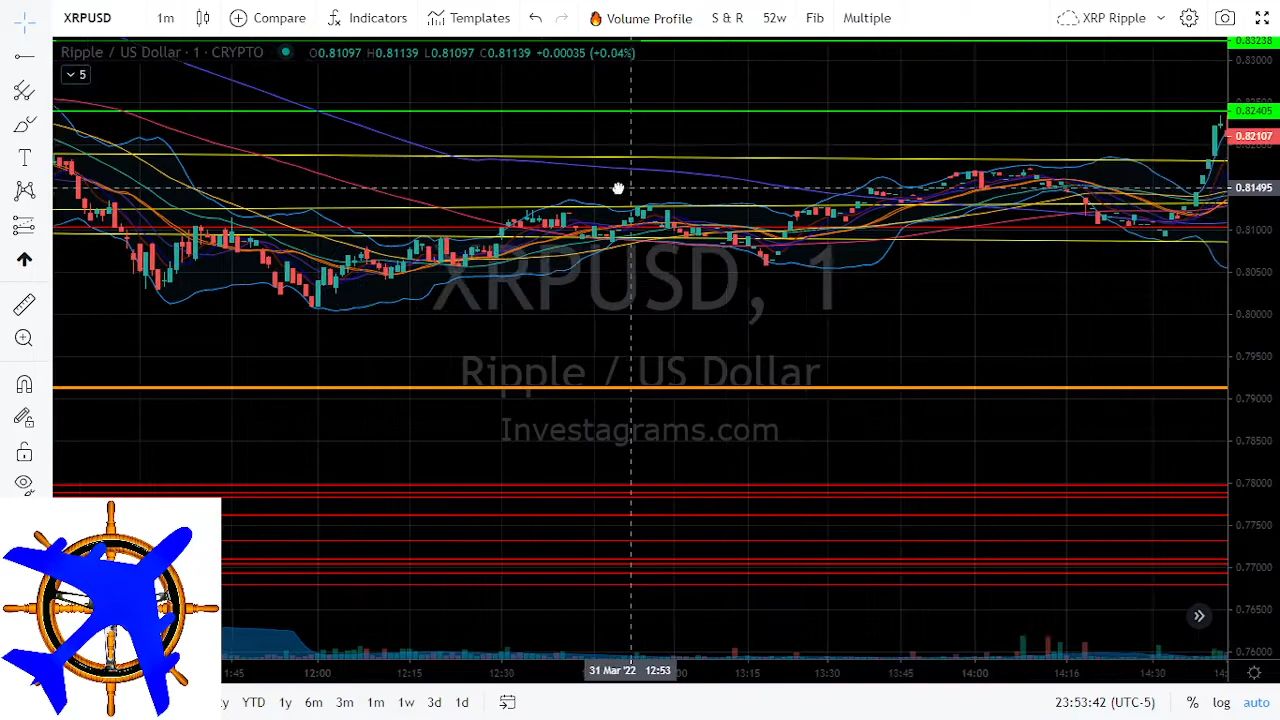 XRPUSD 1m Compare Indicators Templates Volume Profile S & R 52w Fib Multiple XRP Ripple
Ripple / US Dollar · 1 · CRYPTO O0.81097 H0.81139 L0.81097 C0.81139 +0.00035 (+0.04%)
5
0.83238
0.83000
0.82405
0.82107
0.81495
0.81000
0.80500
0.80000
0.79500
0.79000
0.78500
0.78000
0.77500
0.77000
0.76500
0.76000
XRPUSD, 1
Ripple / US Dollar
Investagrams.com
1:45 12:00 12:15 12:30 31 Mar '22 12:53 13:15 13:30 13:45 14:00 14:16 14:30
YTD 1y 6m 3m 1m 1w 3d 1d 23:53:42 (UTC-5) % log auto